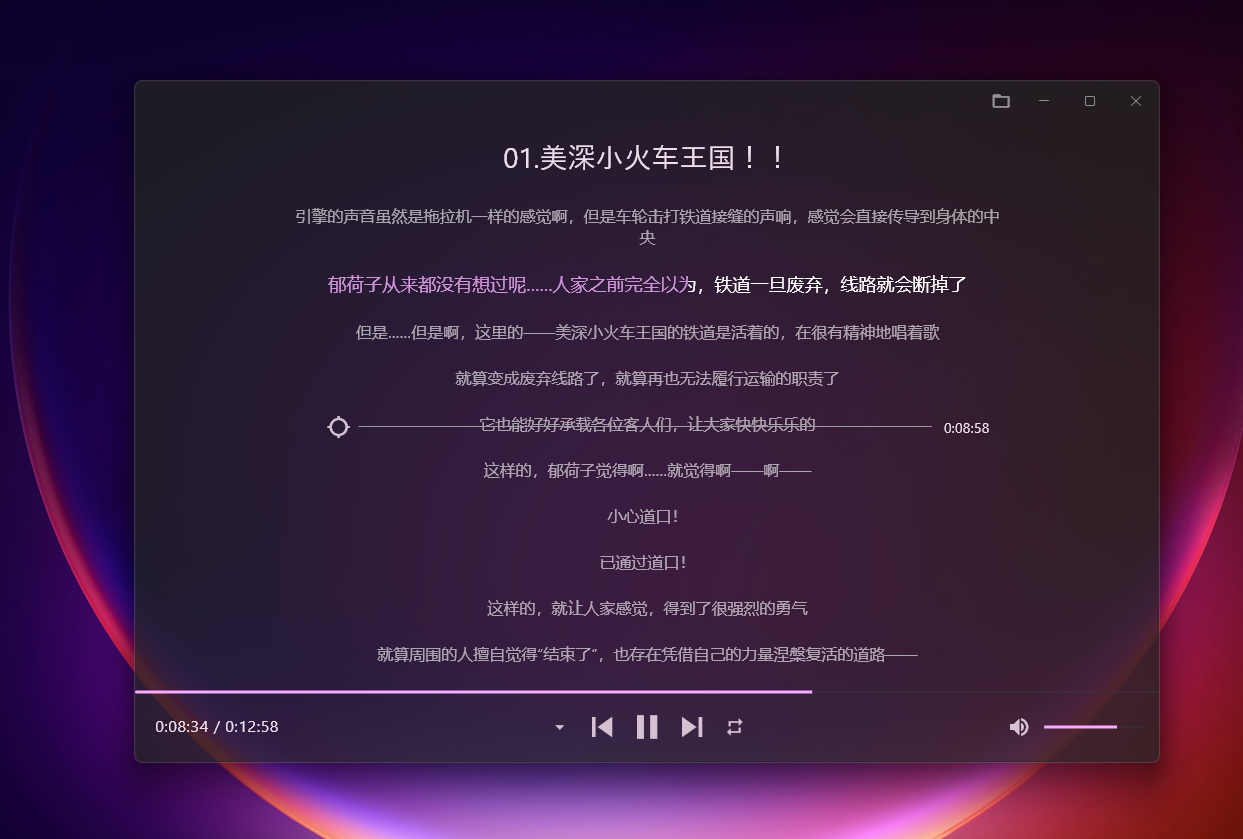 01.美深小火车王国！！
引擎的声音虽然是拖拉机一样的感觉啊，但是车轮击打铁道接缝的声响，感觉会直接传导到身体的中
央
郁荷子从来都没有想过呢……人家之前完全以为，铁道一旦废弃，线路就会断掉了
但是……但是啊，这里的——美深小火车王国的铁道是活着的，在很有精神地唱着歌
就算变成废弃线路了，就算再也无法履行运输的职责了
它也能好好承载各位客人们，让大家快快乐乐的
0:08:58
这样的，郁荷子觉得啊……就觉得啊——啊——
小心道口！
已通过道口！
这样的，就让人家感觉，得到了很强烈的勇气
就算周围的人擅自觉得“结束了”，也存在凭借自己的力量涅槃复活的道路——
0:08:34 / 0:12:58